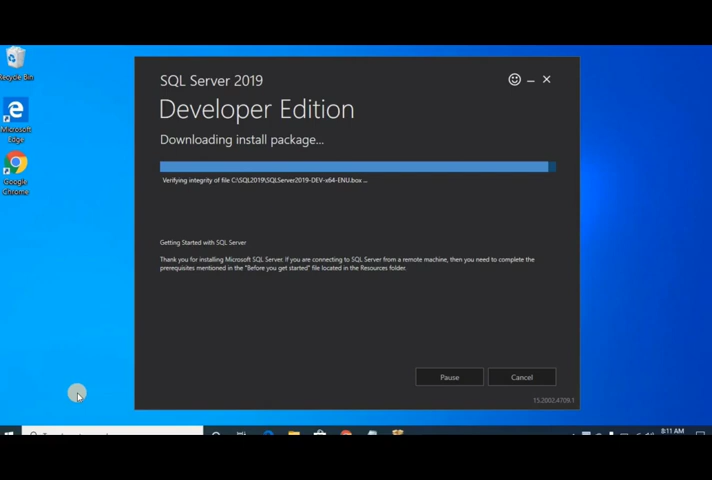 Recycle Bin
Microsoft
Edge
Google
Chrome
SQL Server 2019
Developer Edition
Downloading install package...
Verifying integrity of file C:\SQL2019\SQLServer2019-DEV-x64-ENU.box ...
Getting Started with SQL Server
Thank you for installing Microsoft SQL Server. If you are connecting to SQL Server from a remote machine, then you need to complete the
prerequisites mentioned in the "Before you get started" file located in the Resources folder.
Pause
Cancel
15.2002.4709.1
8:11 AM